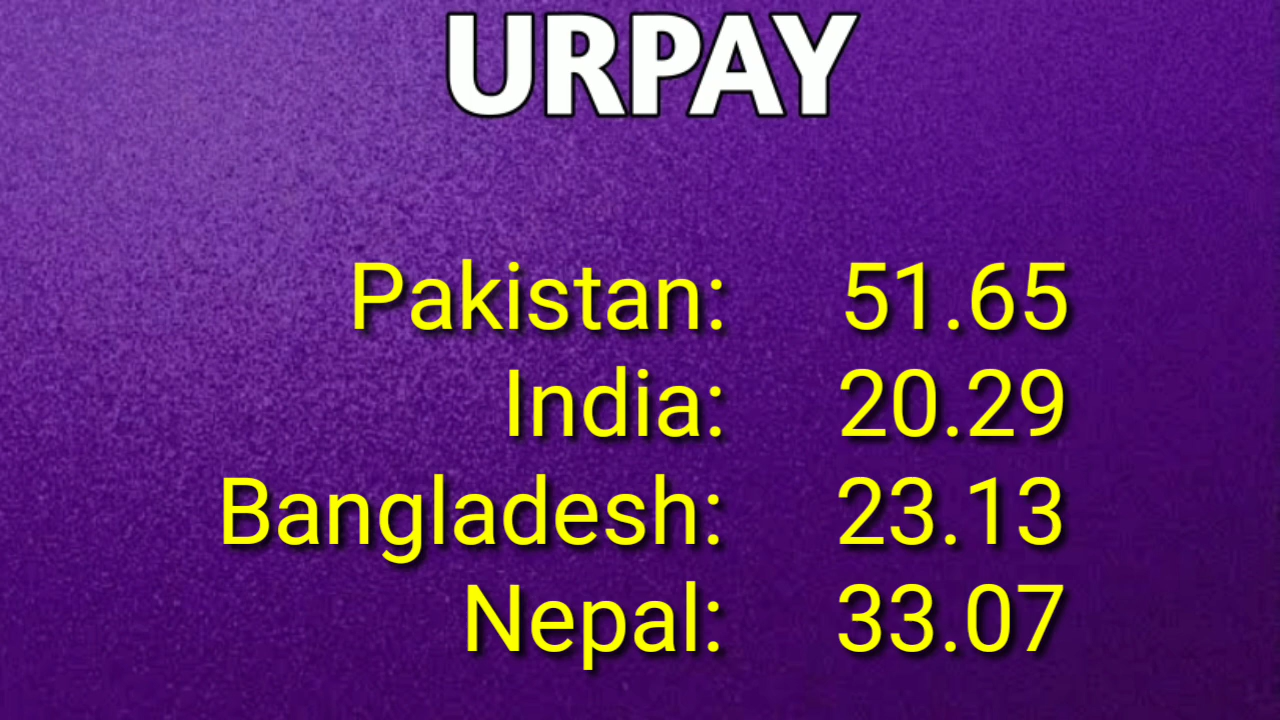 URPAY
Pakistan: 51.65
India: 20.29
Bangladesh: 23.13
Nepal: 33.07